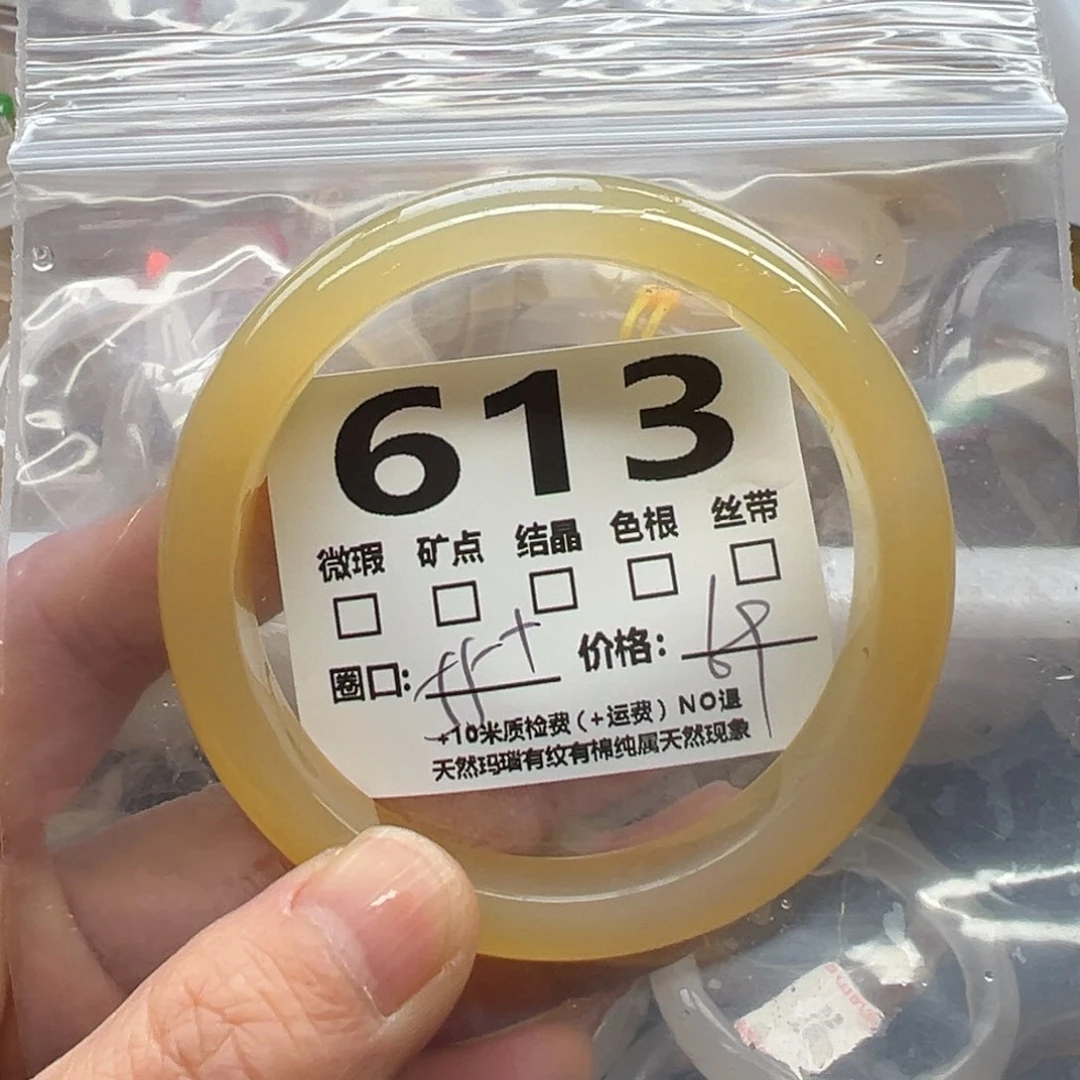 613
微瑕 矿点 结晶 色根 丝带
圈口: 55+ 价格: 69
+10米质检费(+运费)NO退
天然玛瑙有纹有棉纯属天然现象